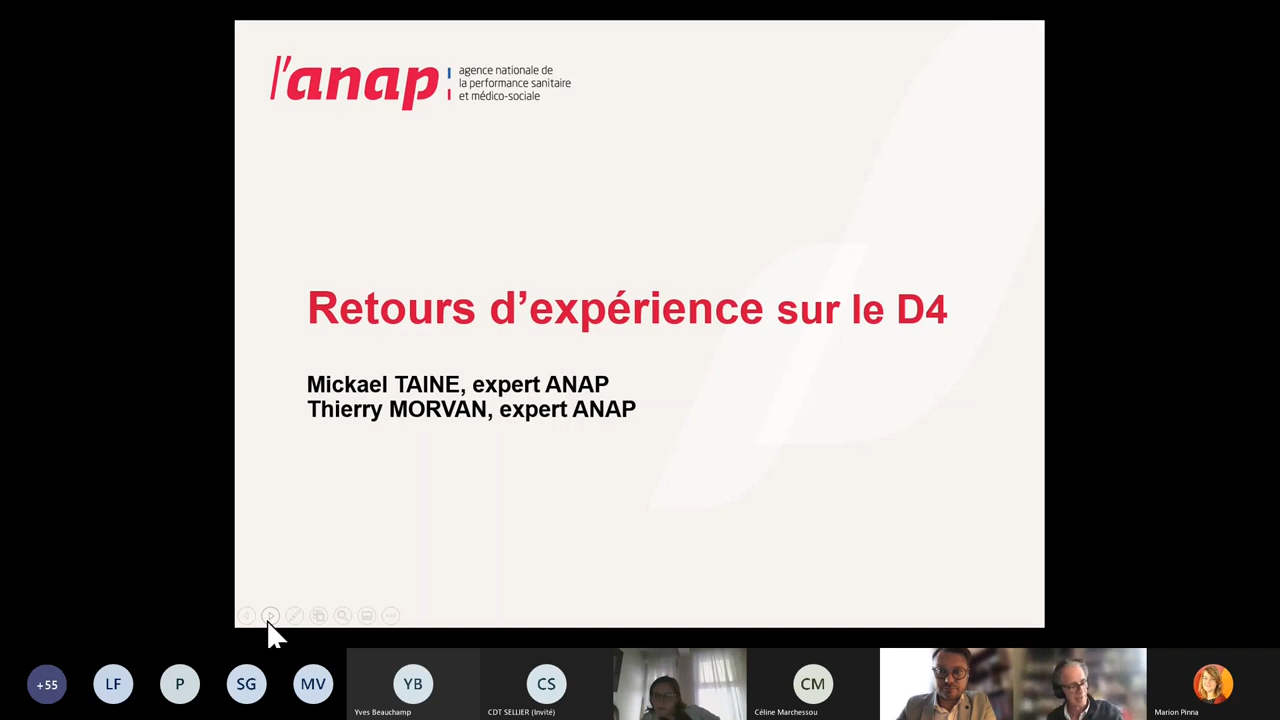 l'anap
agence nationale de
la performance sanitaire
et médico-sociale
Retours d’expérience sur le D4
Mickael TAINE, expert ANAP
Thierry MORVAN, expert ANAP
+55
LF
P
SG
MV
YB
CS
CM
Yves Beauchamp
CDT SELLIER (Invité)
Céline Marchessou
Marion Pinna